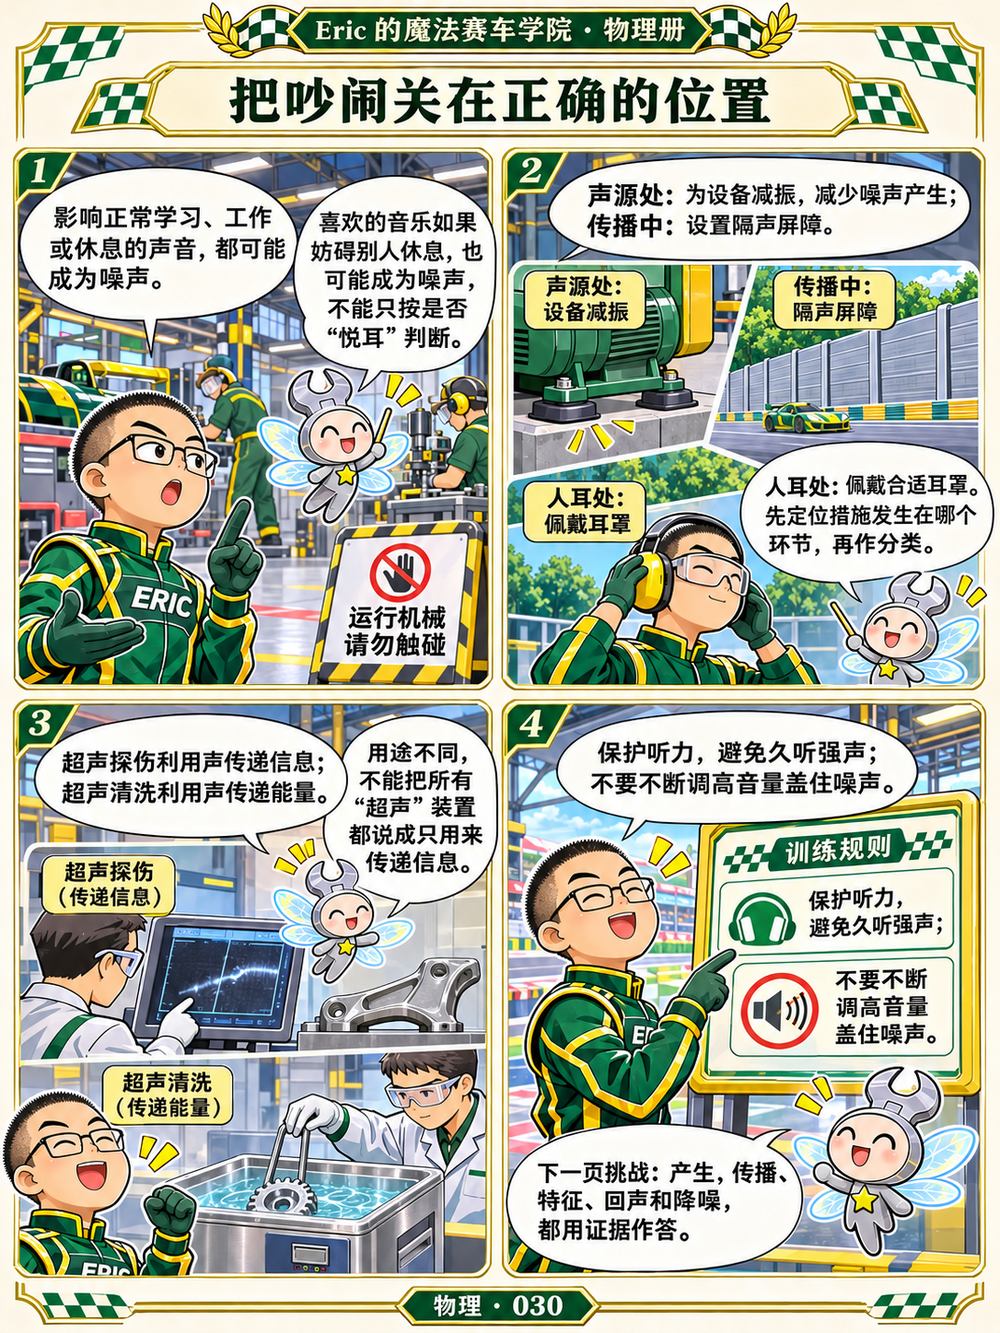 Eric 的魔法赛车学院 · 物理册
把吵闹关在正确的位置
1
影响正常学习、工作
或休息的声音，都可能
成为噪声。
喜欢的音乐如果
妨碍别人休息，也
可能成为噪声，
不能只按是否
“悦耳”判断。
ERIC
运行机械
请勿触碰
2
声源处：为设备减振，减少噪声产生；
传播中：设置隔声屏障。
声源处：
设备减振
传播中：
隔声屏障
人耳处：
佩戴耳罩
人耳处：佩戴合适耳罩。
先定位措施发生在哪个
环节，再作分类。
3
超声探伤利用声传递信息；
超声清洗利用声传递能量。
用途不同，
不能把所有
“超声”装置
都说成只用来
传递信息。
超声探伤
（传递信息）
超声清洗
（传递能量）
ERIC
4
保护听力，避免久听强声；
不要不断调高音量盖住噪声。
训练规则
保护听力，
避免久听强声；
不要不断
调高音量
盖住噪声。
下一页挑战：产生，传播、
特征、回声和降噪，
都用证据作答。
物理 · 030